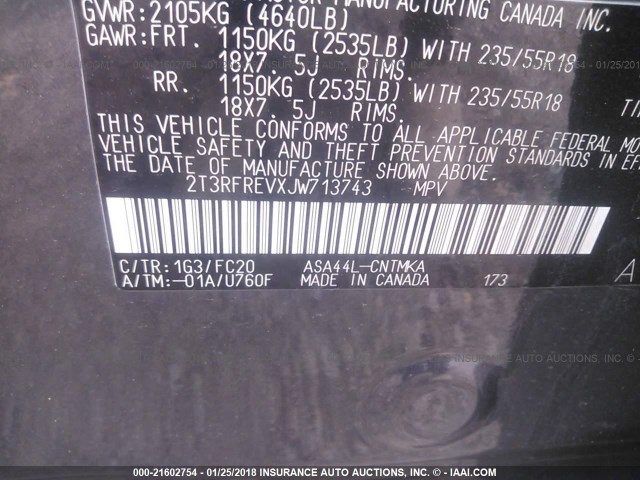 MANUFACTURING CANADA INC.
GVWR: 2105KG (4640LB)
GAWR: FRT. 1150KG (2535LB) WITH 235/55R18
18X7. 5J RIMS.
RR. 1150KG (2535LB) WITH 235/55R18
18X7. 5J RIMS.
THIS VEHICLE CONFORMS TO ALL APPLICABLE FEDERAL MO
VEHICLE SAFETY AND THEFT PREVENTION STANDARDS IN EF
THE DATE OF MANUFACTURE SHOWN ABOVE.
2T3RFREVXJW713743 MPV
C/TR: 1G3/FC20 ASA44L-CNTMKA
A/TM:-01A/U760F MADE IN CANADA 173 A
000-21602754 - 01/25/2018 - INSURANCE AUTO AUCTIONS, INC. - © - IAAI.COM